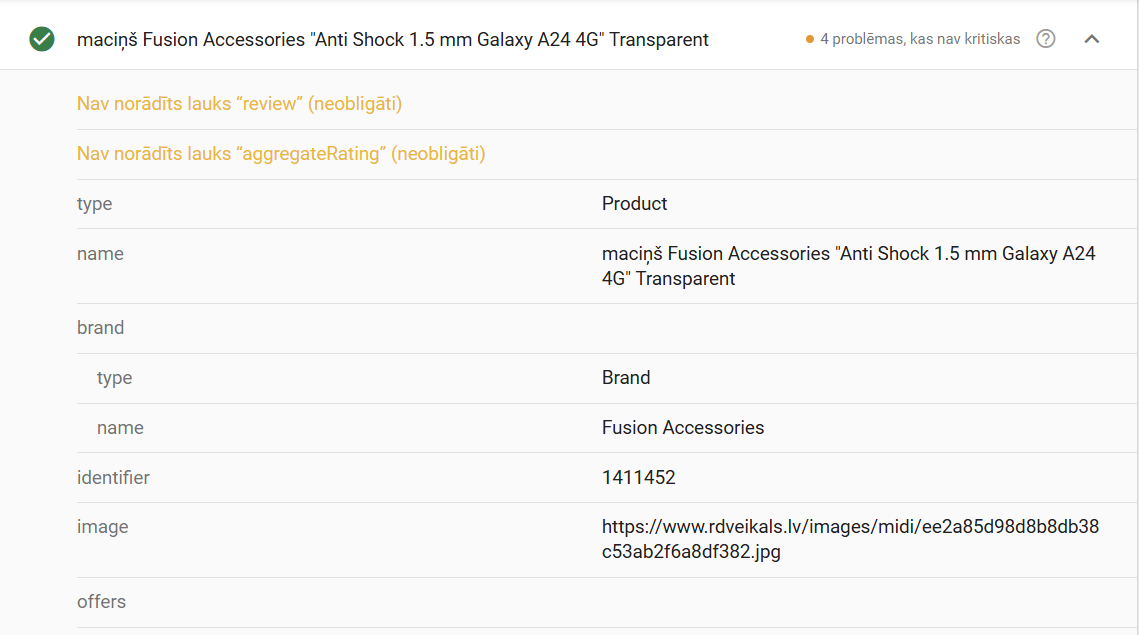 maciņš Fusion Accessories "Anti Shock 1.5 mm Galaxy A24 4G" Transparent
4 problēmas, kas nav kritiskas
Nav norādīts lauks “review” (neobligāti)
Nav norādīts lauks “aggregateRating” (neobligāti)
type Product
name maciņš Fusion Accessories "Anti Shock 1.5 mm Galaxy A24
4G" Transparent
brand
type Brand
name Fusion Accessories
identifier 1411452
image https://www.rdveikals.lv/images/midi/ee2a85d98d8b8db38
c53ab2f6a8df382.jpg
offers